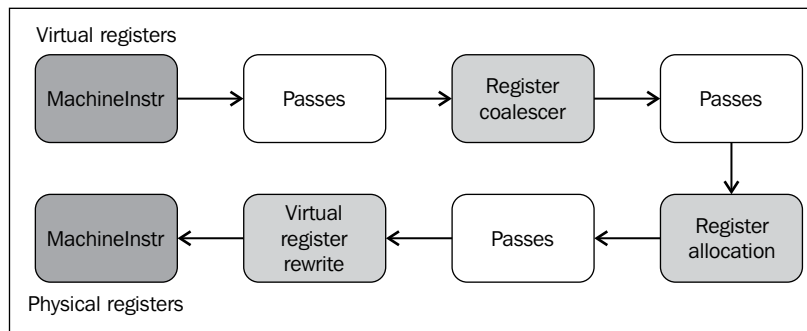 Virtual registers
MachineInstr
Passes
Register
coalescer
Passes
MachineInstr
Virtual
register
rewrite
Passes
Register
allocation
Physical registers